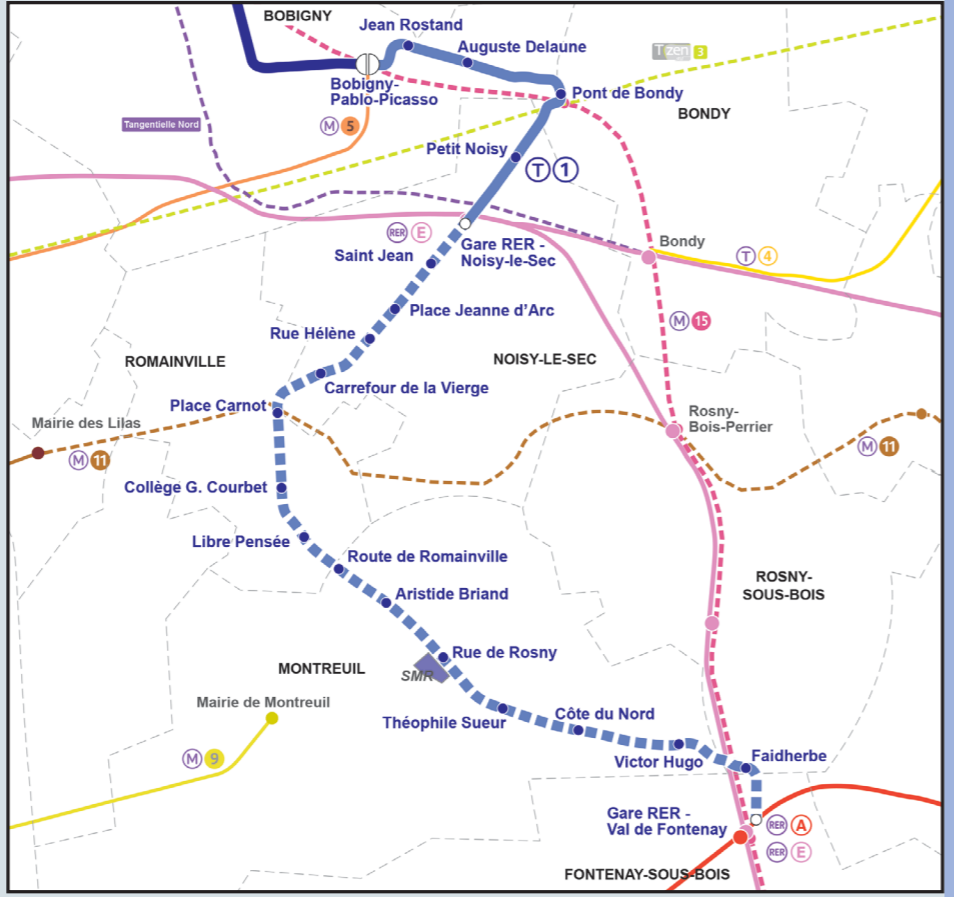 BOBIGNY
Jean Rostand
Auguste Delaune
T zen 3
Bobigny-
Pablo-Picasso
Pont de Bondy
BONDY
Tangentielle Nord
M 5
Petit Noisy
T 1
RER E
Gare RER -
Noisy-le-Sec
Saint Jean
Bondy
T 4
Place Jeanne d'Arc
M 15
Rue Hélène
ROMAINVILLE
NOISY-LE-SEC
Carrefour de la Vierge
Place Carnot
Mairie des Lilas
Rosny-
Bois-Perrier
M 11
M 11
Collège G. Courbet
Libre Pensée
Route de Romainville
ROSNY-
SOUS-BOIS
Aristide Briand
Rue de Rosny
MONTREUIL
SMR
Mairie de Montreuil
Théophile Sueur
Côte du Nord
M 9
Victor Hugo
Faidherbe
Gare RER -
Val de Fontenay
RER A
RER E
FONTENAY-SOUS-BOIS